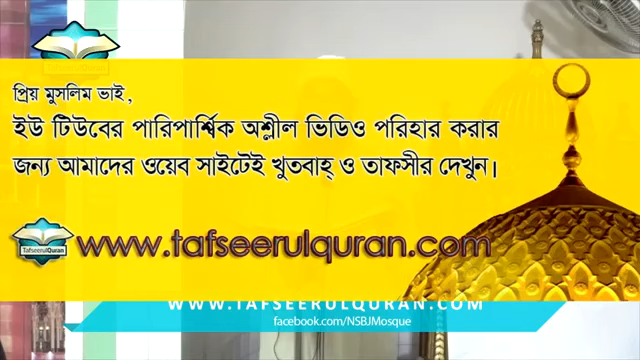 প্রিয় মুসলিম ভাই,
ইউ টিউবের পারিপার্শ্বিক অশ্লীল ভিডিও পরিহার করার
জন্য আমাদের ওয়েব সাইটেই খুতবাহ্ ও তাফসীর দেখুন।
TafseerulQuran
www.tafseerulquran.com
WWW.TAFSEERULQURAN.COM
facebook.com/NSBJMosque